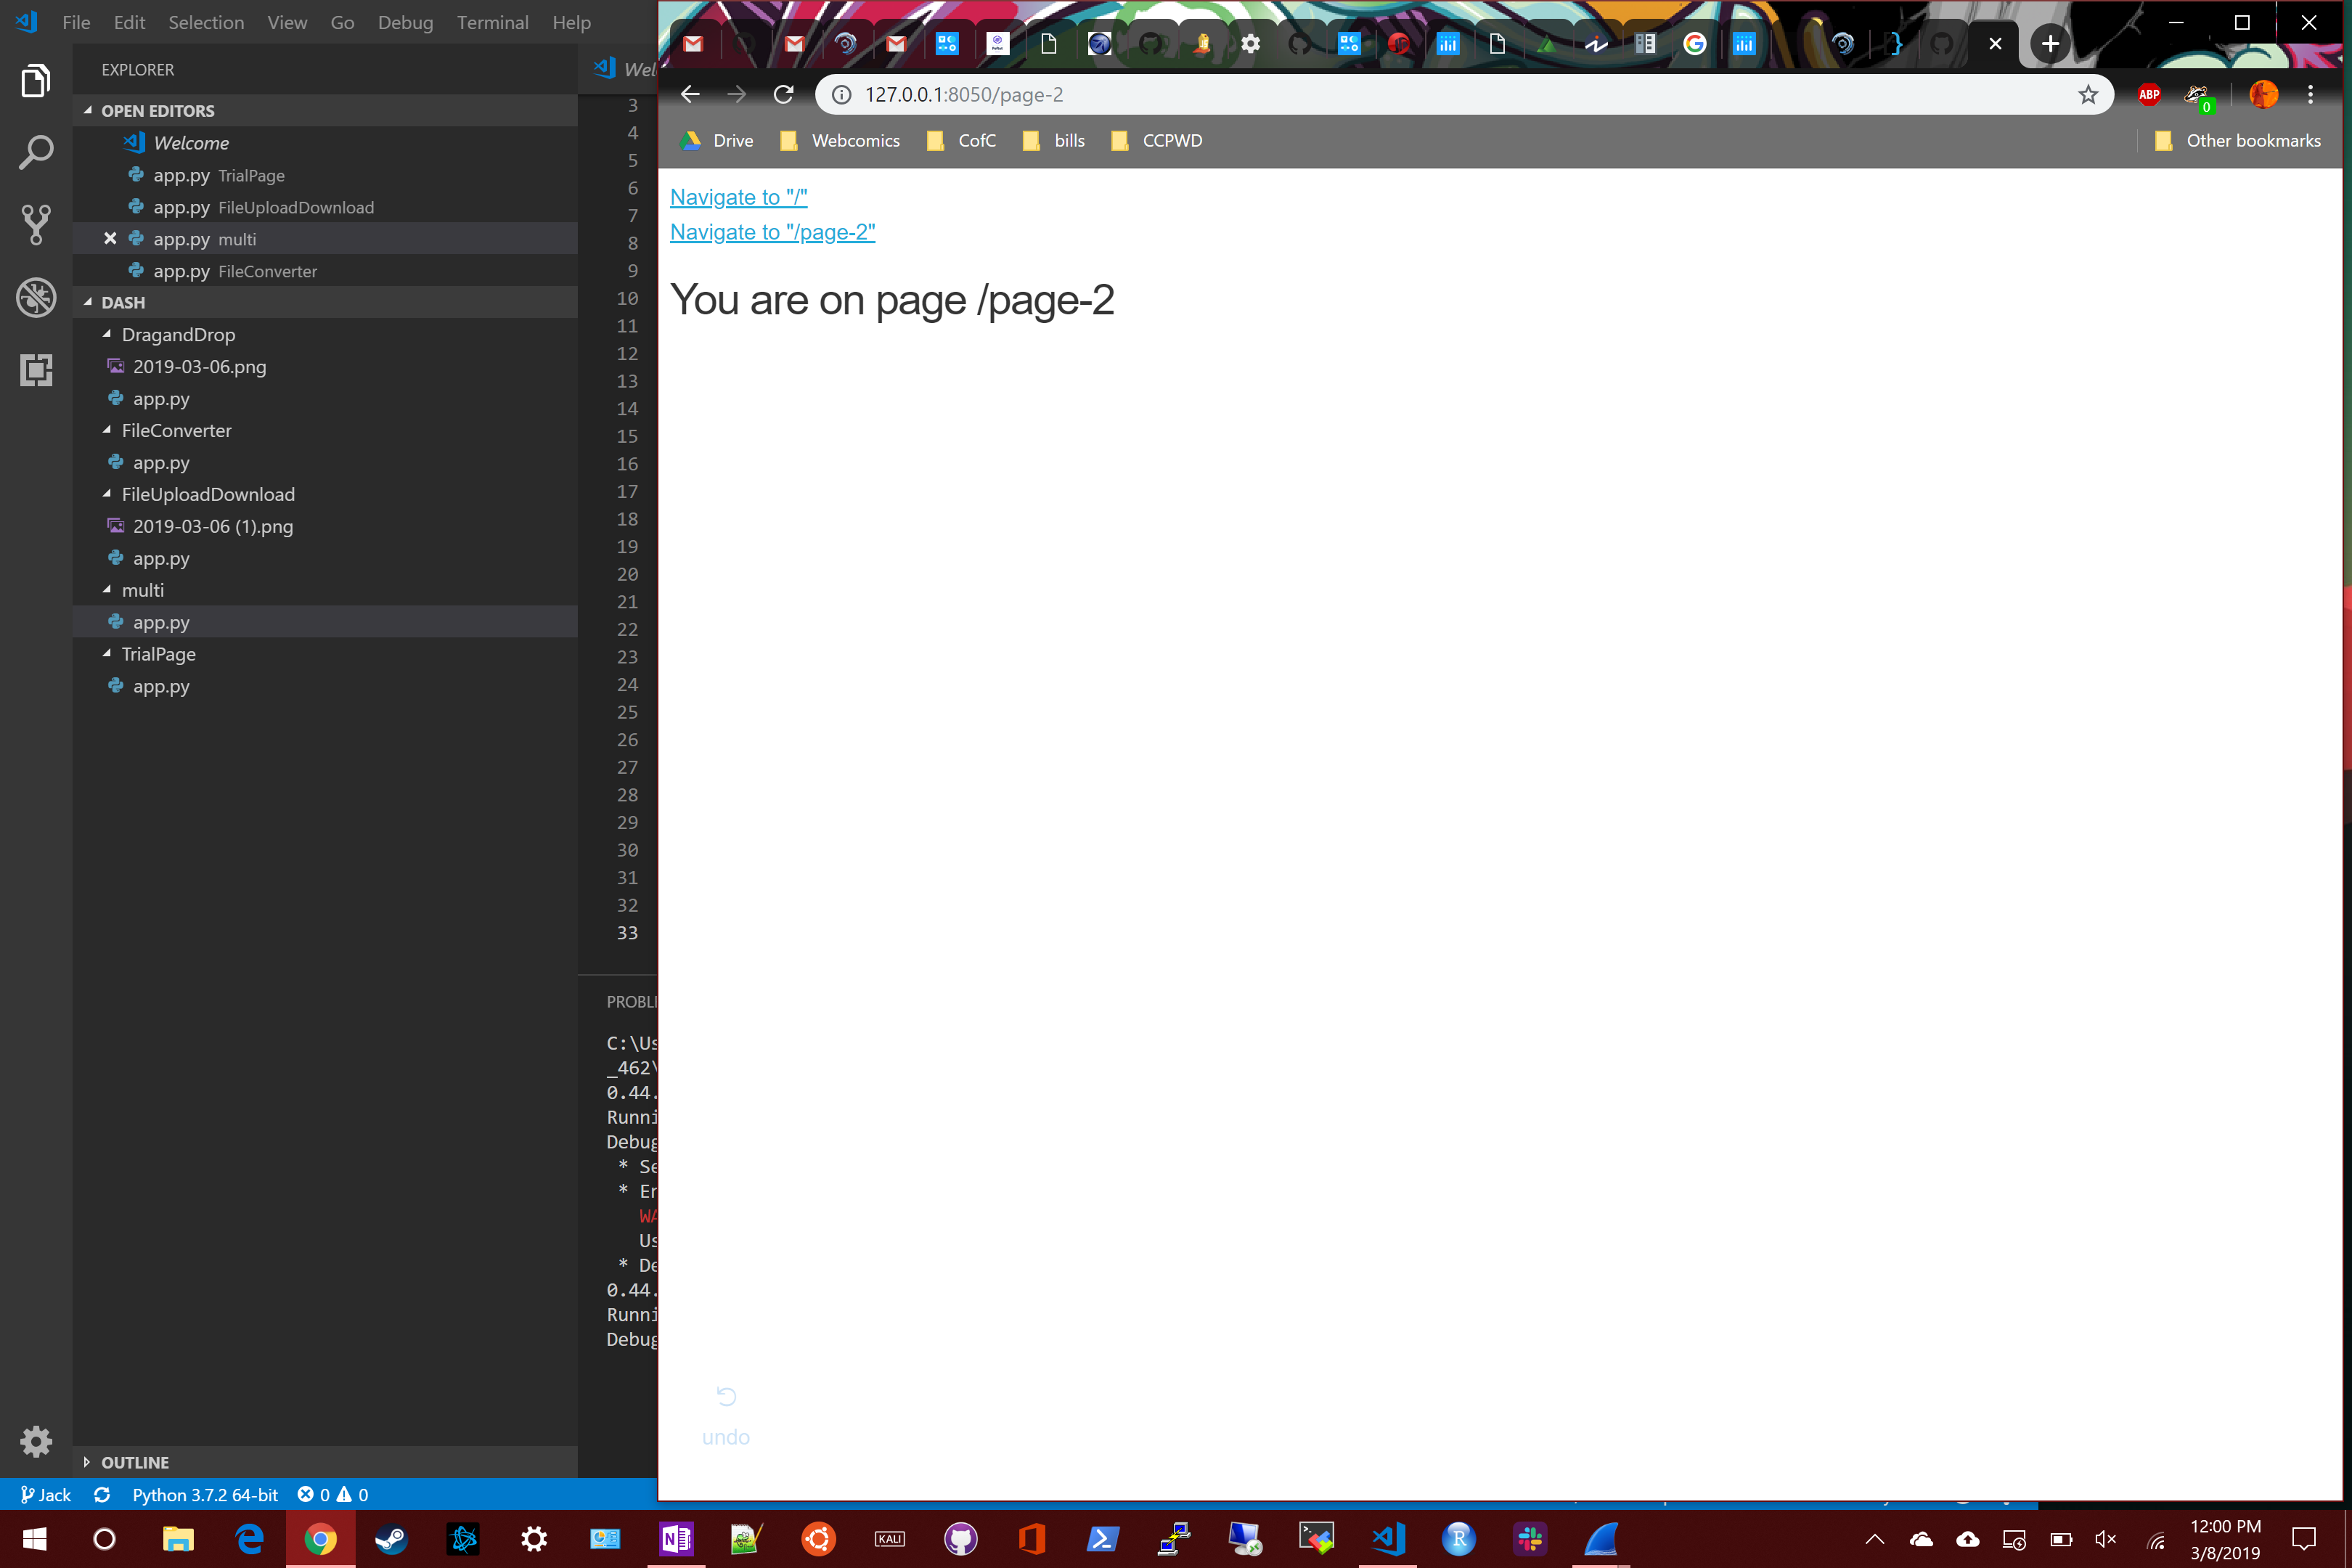 File Edit Selection View Go Debug Terminal Help
EXPLORER
OPEN EDITORS
Welcome
app.py TrialPage
app.py FileUploadDownload
app.py multi
app.py FileConverter
DASH
DragandDrop
2019-03-06.png
app.py
FileConverter
app.py
FileUploadDownload
2019-03-06 (1).png
app.py
multi
app.py
TrialPage
app.py
OUTLINE
Jack Python 3.7.2 64-bit 0 0
Wel
3
4
5
6
7
8
9
10
11
12
13
14
15
16
17
18
19
20
21
22
23
24
25
26
27
28
29
30
31
32
33
PROBLE
C:\Us
_462\
0.44.
Runni
Debug
* Se
* En
WA
Us
* De
0.44.
Runni
Debug
127.0.0.1:8050/page-2
ABP
0
Drive Webcomics CofC bills CCPWD Other bookmarks
Navigate to "/"
Navigate to "/page-2"
You are on page /page-2
undo
KALI
12:00 PM
3/8/2019